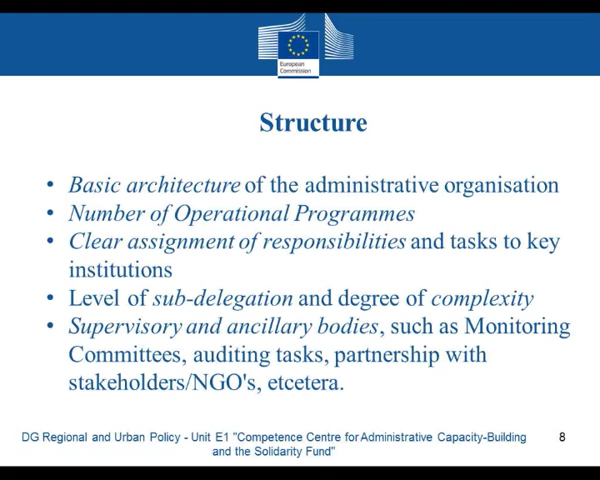 European
Commission
Structure
• Basic architecture of the administrative organisation
• Number of Operational Programmes
• Clear assignment of responsibilities and tasks to key
institutions
• Level of sub-delegation and degree of complexity
• Supervisory and ancillary bodies, such as Monitoring
Committees, auditing tasks, partnership with
stakeholders/NGO's, etcetera.
DG Regional and Urban Policy - Unit E1 "Competence Centre for Administrative Capacity-Building
and the Solidarity Fund"
8